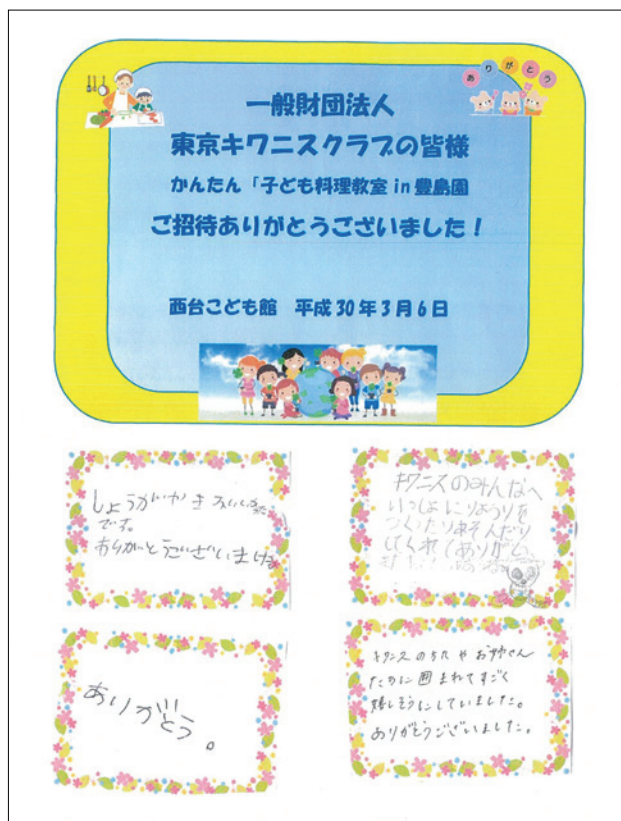 ありがとう
一般財団法人
東京キワニスクラブの皆様
かんたん「子ども料理教室 in 豊島園
ご招待ありがとうございました！
西台こども館 平成30年3月6日
しょうがやき おいしかった
です。
ありがとうございました
キワニスのみんなへ
いっしょにりょうりを
つくったりあそんだり
してくれてありがとう
ありがとう。
キワニスの方たちやお姉さん
たちに囲まれてすごく
嬉しそうにしていました。
ありがとうございました。